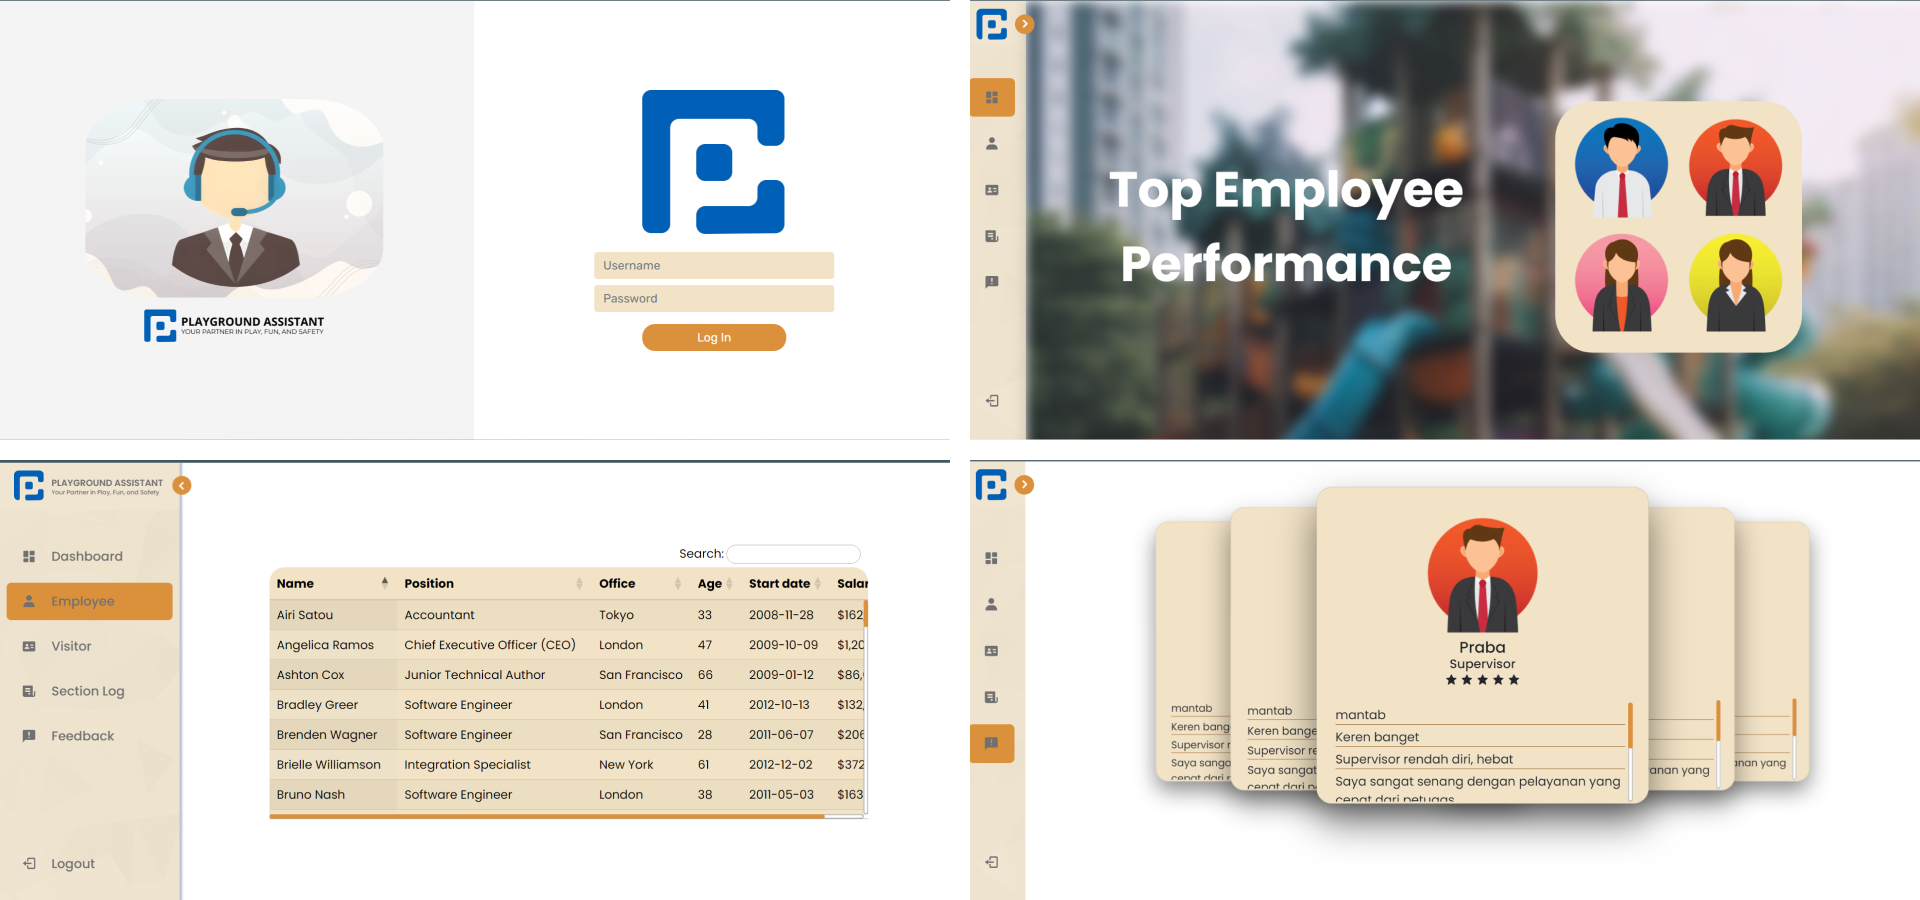 Username
Password
Log In
PLAYGROUND ASSISTANT
YOUR PARTNER IN PLAY, FUN, AND SAFETY
Top Employee
Performance
PLAYGROUND ASSISTANT
Your Partner in Play, Fun, and Safety
Dashboard
Employee
Visitor
Section Log
Feedback
Logout
Search:
Name Position Office Age Start date Salar
Airi Satou Accountant Tokyo 33 2008-11-28 $162
Angelica Ramos Chief Executive Officer (CEO) London 47 2009-10-09 $1,20
Ashton Cox Junior Technical Author San Francisco 66 2009-01-12 $86,
Bradley Greer Software Engineer London 41 2012-10-13 $132,
Brenden Wagner Software Engineer San Francisco 28 2011-06-07 $206
Brielle Williamson Integration Specialist New York 61 2012-12-02 $372
Bruno Nash Software Engineer London 38 2011-05-03 $163
mantab
Keren bang
Supervisor r
Saya sanga
cepat dari r
mantab
Keren bange
Supervisor re
Saya sangat
cepat dari p
Praba
Supervisor
mantab
Keren banget
Supervisor rendah diri, hebat
Saya sangat senang dengan pelayanan yang
cepat dari petugas
anan yang
anan yang